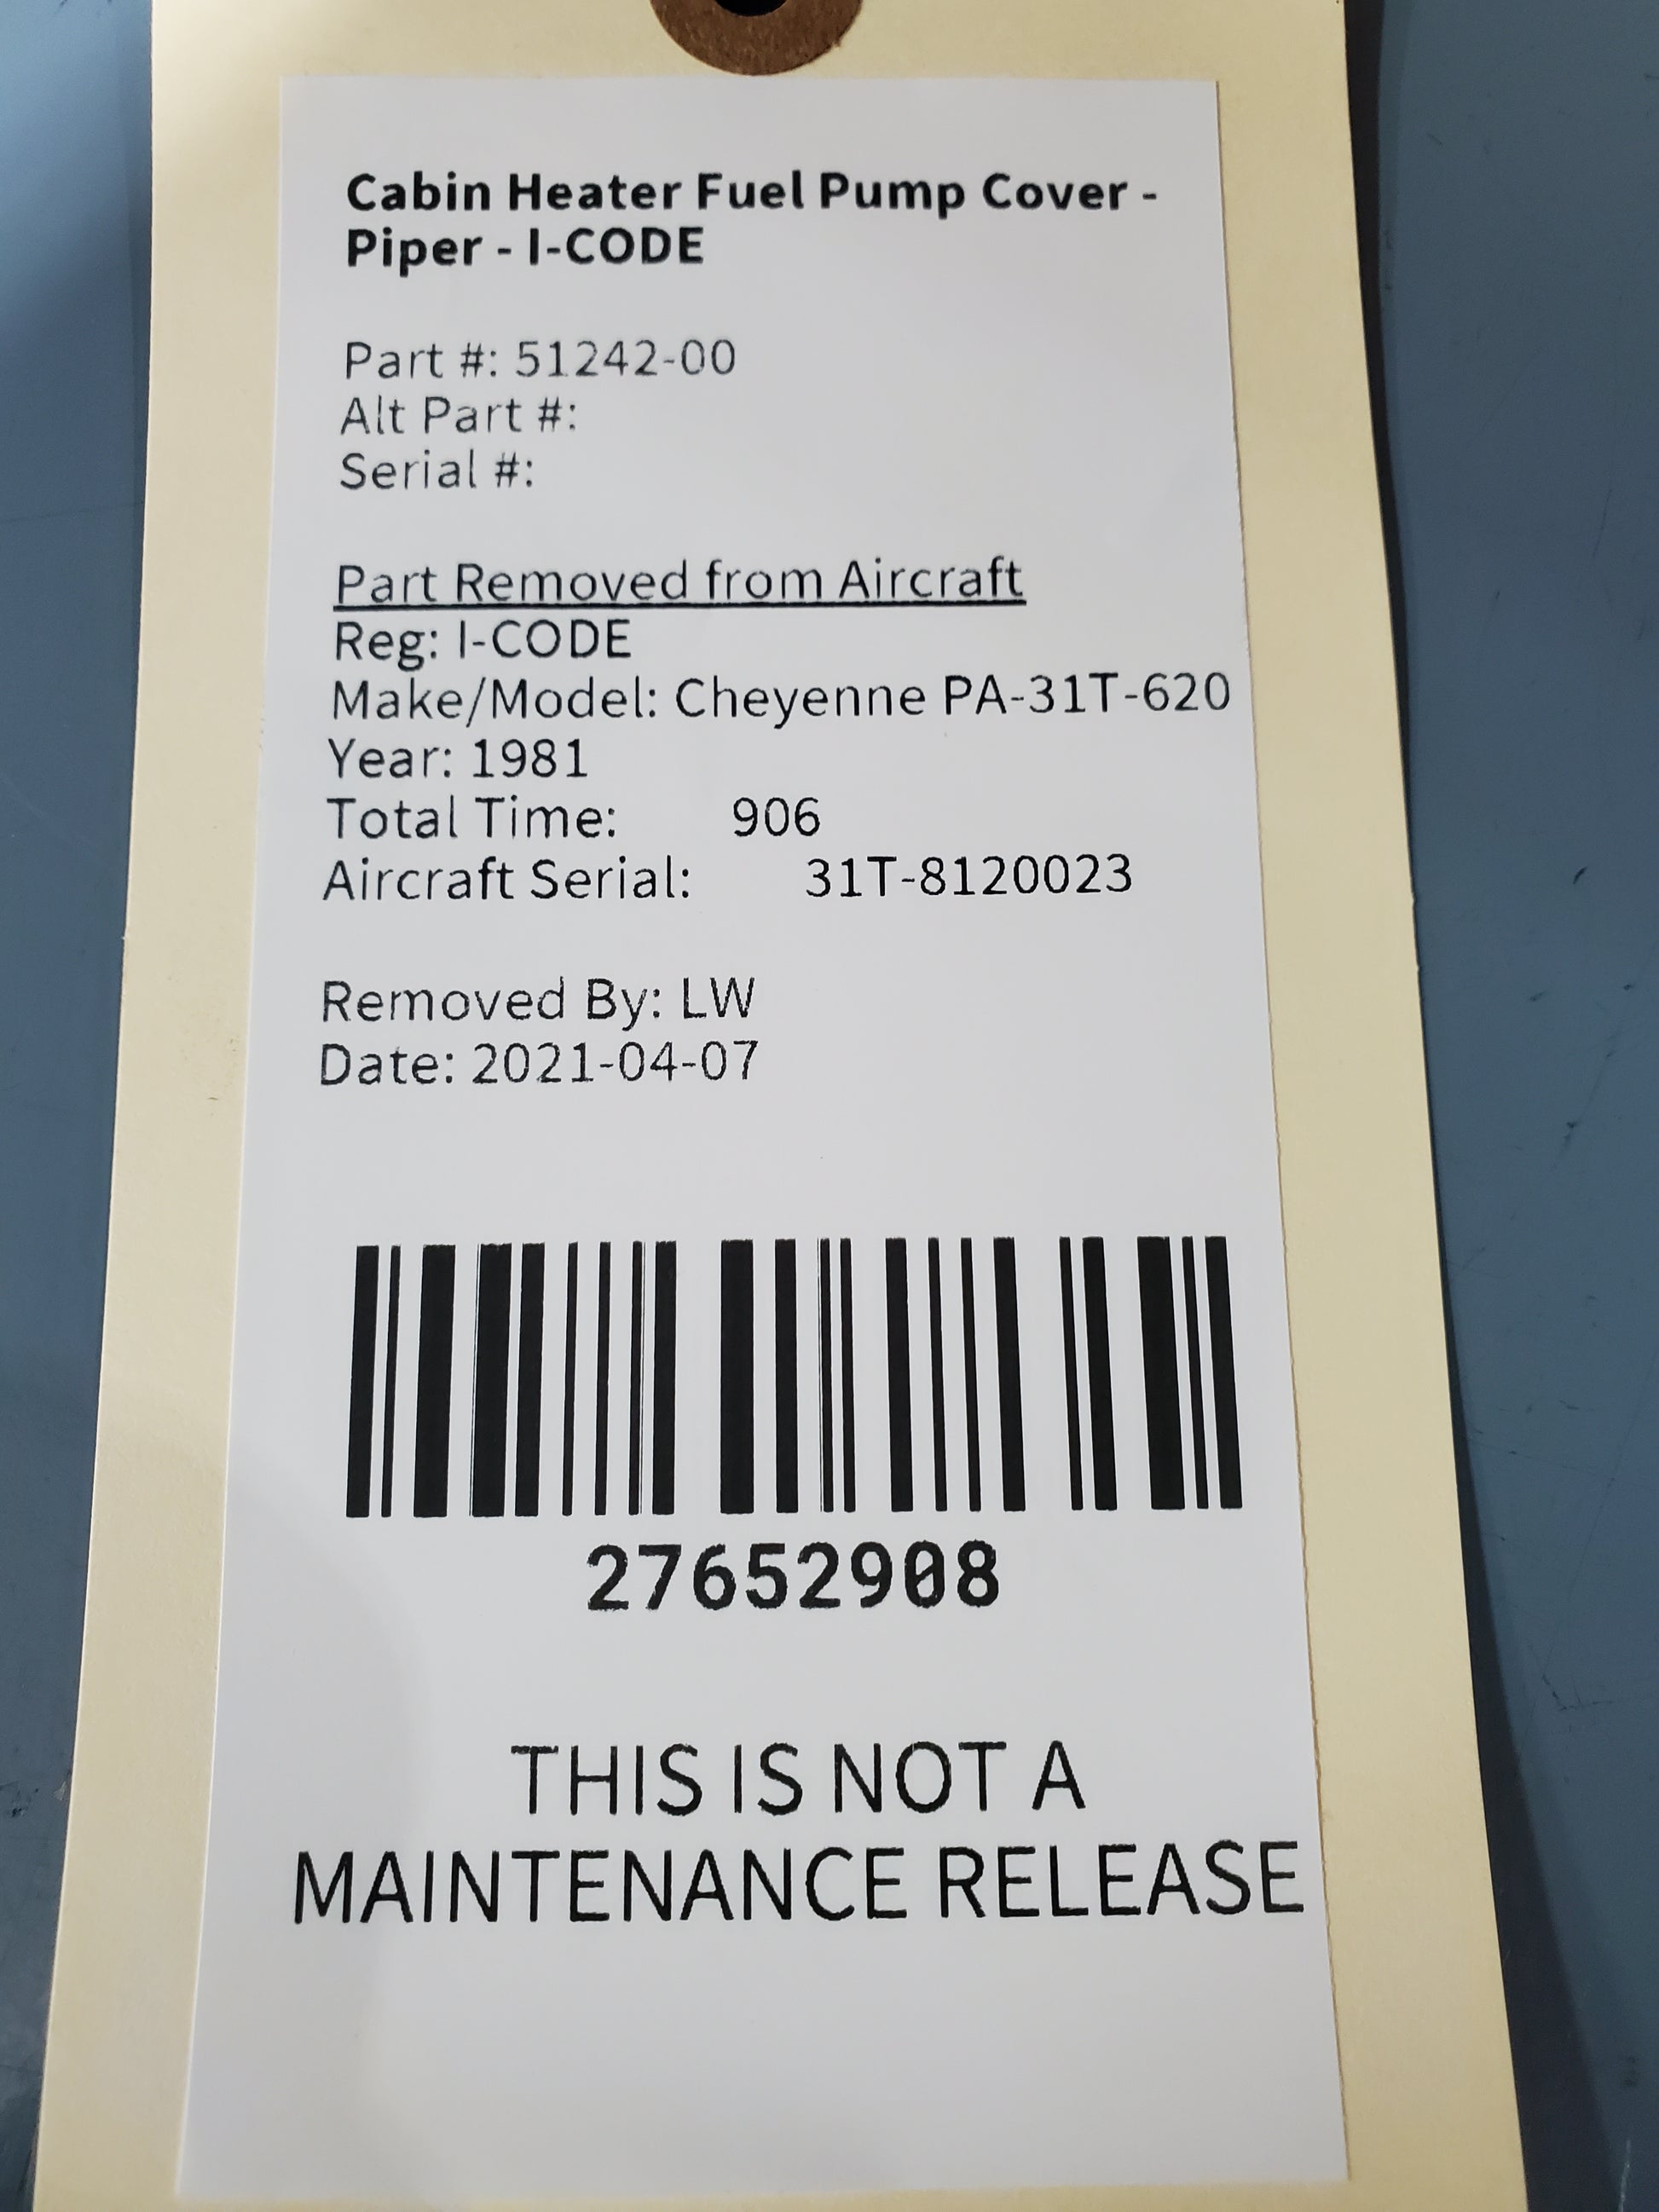 Cabin Heater Fuel Pump Cover -
Piper - I-CODE
Part #: 51242-00
Alt Part #:
Serial #:
Part Removed from Aircraft
Reg: I-CODE
Make/Model: Cheyenne PA-31T-620
Year: 1981
Total Time: 906
Aircraft Serial: 31T-8120023
Removed By: LW
Date: 2021-04-07
27652908
THIS IS NOT A
MAINTENANCE RELEASE